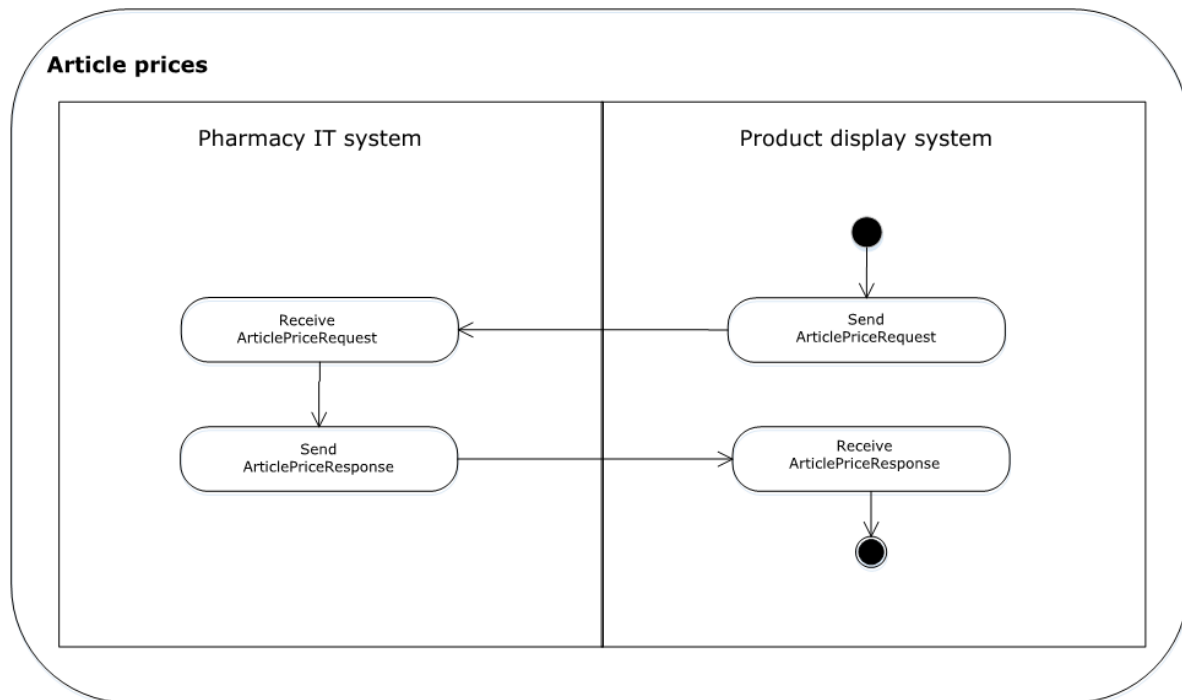 Article prices
Pharmacy IT system
Product display system
Receive
ArticlePriceRequest
Send
ArticlePriceRequest
Send
ArticlePriceResponse
Receive
ArticlePriceResponse